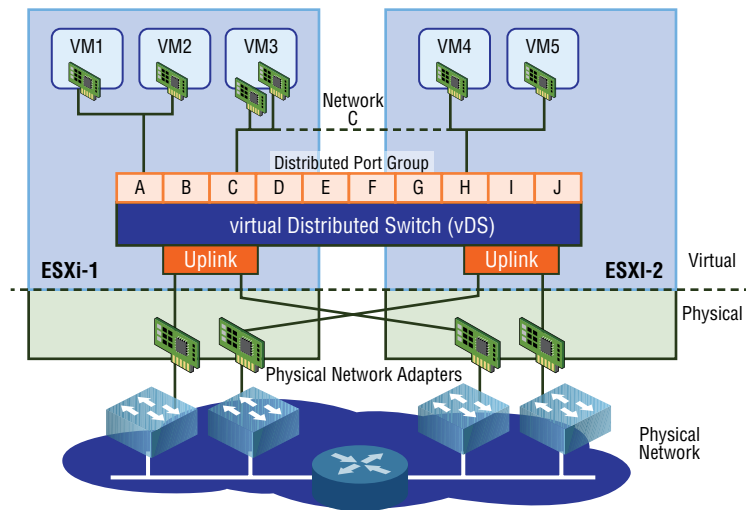 VM1
VM2
VM3
VM4
VM5
Network
C
Distributed Port Group
A B C D E F G H I J
virtual Distributed Switch (vDS)
ESXi-1
Uplink
Uplink
ESXI-2
Virtual
Physical
Physical Network Adapters
Physical
Network